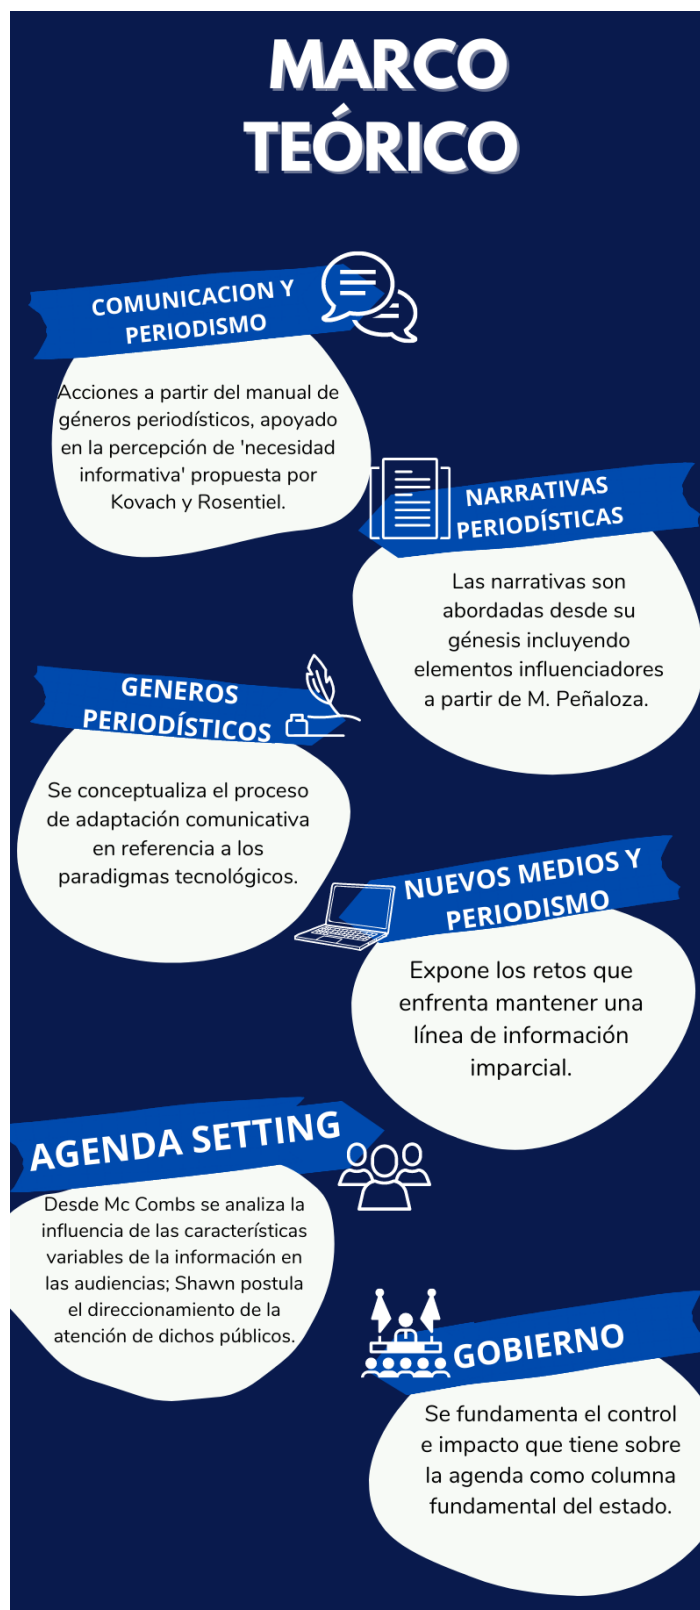 MARCO
TEÓRICO
COMUNICACION Y
PERIODISMO
Acciones a partir del manual de
géneros periodísticos, apoyado
en la percepción de 'necesidad
informativa' propuesta por
Kovach y Rosentiel.
NARRATIVAS
PERIODÍSTICAS
Las narrativas son
abordadas desde su
génesis incluyendo
elementos influenciadores
a partir de M. Peñaloza.
GENEROS
PERIODÍSTICOS
Se conceptualiza el proceso
de adaptación comunicativa
en referencia a los
paradigmas tecnológicos.
NUEVOS MEDIOS Y
PERIODISMO
Expone los retos que
enfrenta mantener una
línea de información
imparcial.
AGENDA SETTING
Desde Mc Combs se analiza la
influencia de las características
variables de la información en
las audiencias; Shawn postula
el direccionamiento de la
atención de dichos públicos.
GOBIERNO
Se fundamenta el control
e impacto que tiene sobre
la agenda como columna
fundamental del estado.